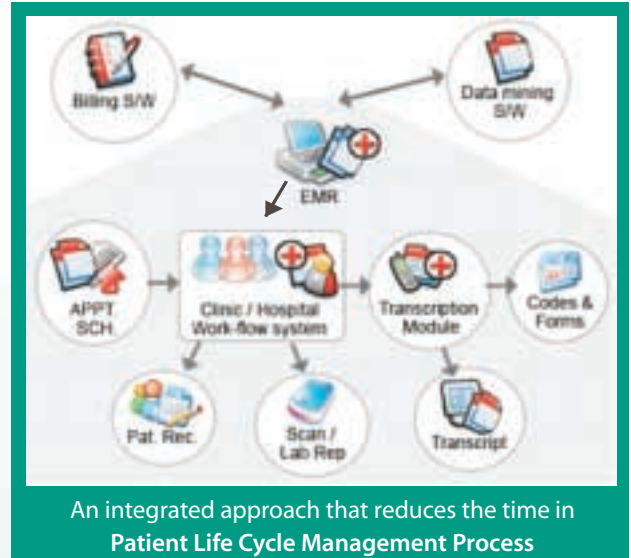 Billing S/W
Data mining
S/W
EMR
APPT.
SCH
Clinic / Hospital
Work-flow system
Transcription
Module
Codes &
Forms
Pat. Rec.
Scan /
Lab Rep
Transcript
An integrated approach that reduces the time in
Patient Life Cycle Management Process